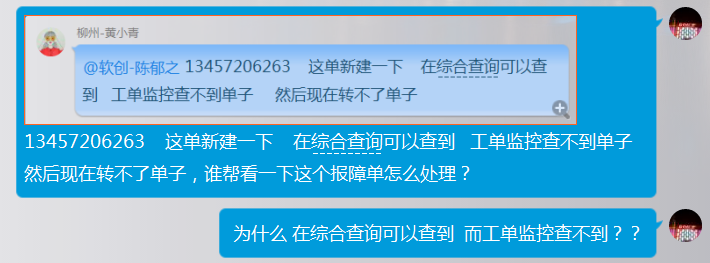 柳州-黄小青
@软创-陈郁之 13457206263 这单新建一下 在综合查询可以查
到 工单监控查不到单子 然后现在转不了单子
13457206263 这单新建一下 在综合查询可以查到 工单监控查不到单子
然后现在转不了单子，谁帮看一下这个报障单怎么处理？
为什么 在综合查询可以查到 而工单监控查不到？？